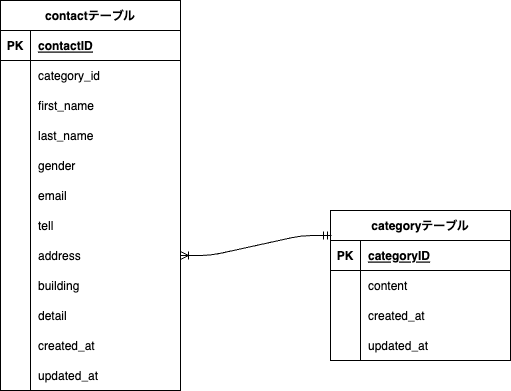 contactテーブル
PK contactID
category_id
first_name
last_name
gender
email
tell
address
building
detail
created_at
updated_at
categoryテーブル
PK categoryID
content
created_at
updated_at